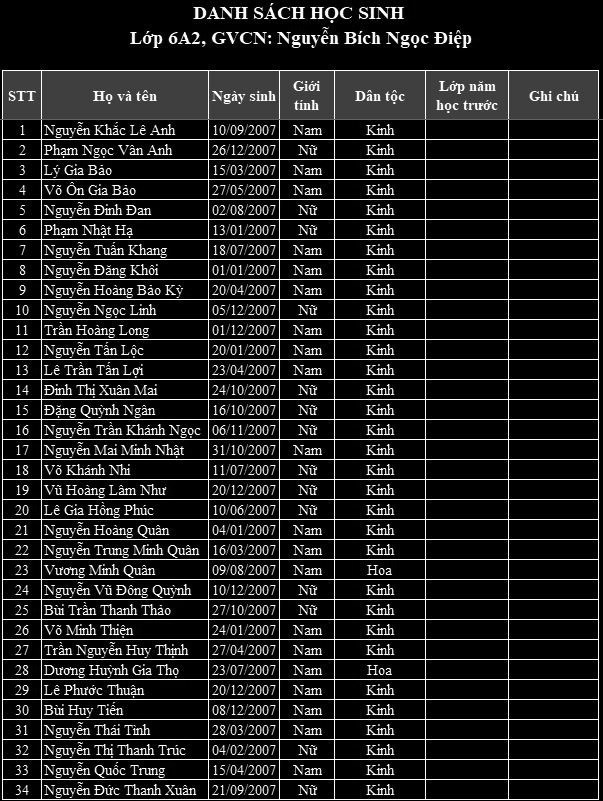 DANH SÁCH HỌC SINH
Lớp 6A2, GVCN: Nguyễn Bích Ngọc Điệp
STT Họ và tên Ngày sinh Giới tính Dân tộc Lớp năm học trước Ghi chú
1 Nguyễn Khắc Lê Anh 10/09/2007 Nam Kinh
2 Phạm Ngọc Vân Anh 26/12/2007 Nữ Kinh
3 Lý Gia Bảo 15/03/2007 Nam Kinh
4 Võ Ôn Gia Bảo 27/05/2007 Nam Kinh
5 Nguyễn Đinh Đan 02/08/2007 Nữ Kinh
6 Phạm Nhật Hạ 13/01/2007 Nữ Kinh
7 Nguyễn Tuấn Khang 18/07/2007 Nam Kinh
8 Nguyễn Đăng Khôi 01/01/2007 Nam Kinh
9 Nguyễn Hoàng Bảo Kỳ 20/04/2007 Nam Kinh
10 Nguyễn Ngọc Linh 05/12/2007 Nữ Kinh
11 Trần Hoàng Long 01/12/2007 Nam Kinh
12 Nguyễn Tấn Lộc 20/01/2007 Nam Kinh
13 Lê Trần Tấn Lợi 23/04/2007 Nam Kinh
14 Đinh Thị Xuân Mai 24/10/2007 Nữ Kinh
15 Đặng Quỳnh Ngân 16/10/2007 Nữ Kinh
16 Nguyễn Trần Khánh Ngọc 06/11/2007 Nữ Kinh
17 Nguyễn Mai Minh Nhật 31/10/2007 Nam Kinh
18 Võ Khánh Nhi 11/07/2007 Nữ Kinh
19 Vũ Hoàng Lâm Như 20/12/2007 Nữ Kinh
20 Lê Gia Hồng Phúc 10/06/2007 Nữ Kinh
21 Nguyễn Hoàng Quân 04/01/2007 Nam Kinh
22 Nguyễn Trung Minh Quân 16/03/2007 Nam Kinh
23 Vương Minh Quân 09/08/2007 Nam Hoa
24 Nguyễn Vũ Đông Quỳnh 10/12/2007 Nữ Kinh
25 Bùi Trần Thanh Thảo 27/10/2007 Nữ Kinh
26 Võ Minh Thiện 24/01/2007 Nam Kinh
27 Trần Nguyễn Huy Thịnh 27/04/2007 Nam Kinh
28 Dương Huỳnh Gia Thọ 23/07/2007 Nam Hoa
29 Lê Phước Thuận 20/12/2007 Nam Kinh
30 Bùi Huy Tiến 08/12/2007 Nam Kinh
31 Nguyễn Thái Tình 28/03/2007 Nam Kinh
32 Nguyễn Thị Thanh Trúc 04/02/2007 Nữ Kinh
33 Nguyễn Quốc Trung 15/04/2007 Nam Kinh
34 Nguyễn Đức Thanh Xuân 21/09/2007 Nữ Kinh